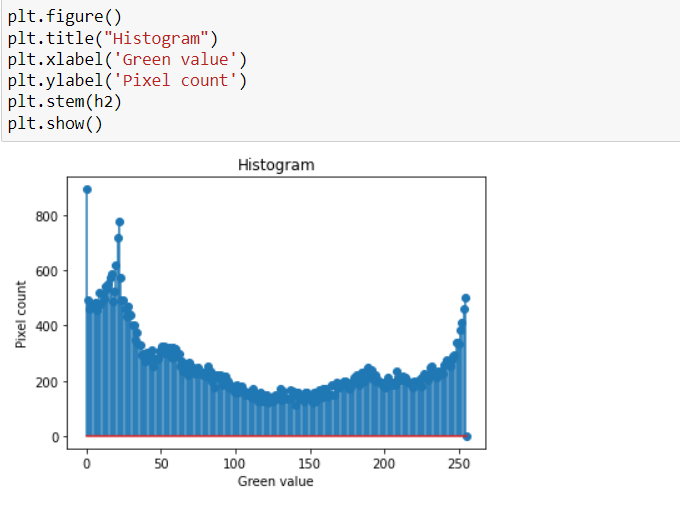 plt.figure()
plt.title("Histogram")
plt.xlabel('Green value')
plt.ylabel('Pixel count')
plt.stem(h2)
plt.show()
Histogram
800
600
400
200
0
Pixel count
0 50 100 150 200 250
Green value